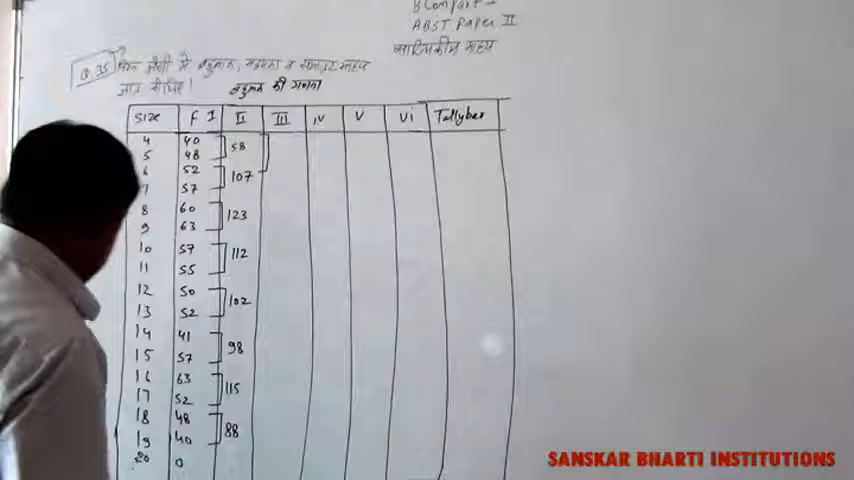 B Com Part -
ABST Paper II
सांख्यिकीय माध्य
Q.35
ज्ञात कीजिए। बहुलक की गणना
Size F I II III IV V VI Tallybar
4 40
5 48 58
6 52
7 57 107
8 60
9 63 123
10 57
11 55 112
12 50
13 52 102
14 41
15 57 98
16 63
17 52 115
18 48
19 40 88
20 0
SANSKAR BHARTI INSTITUTIONS